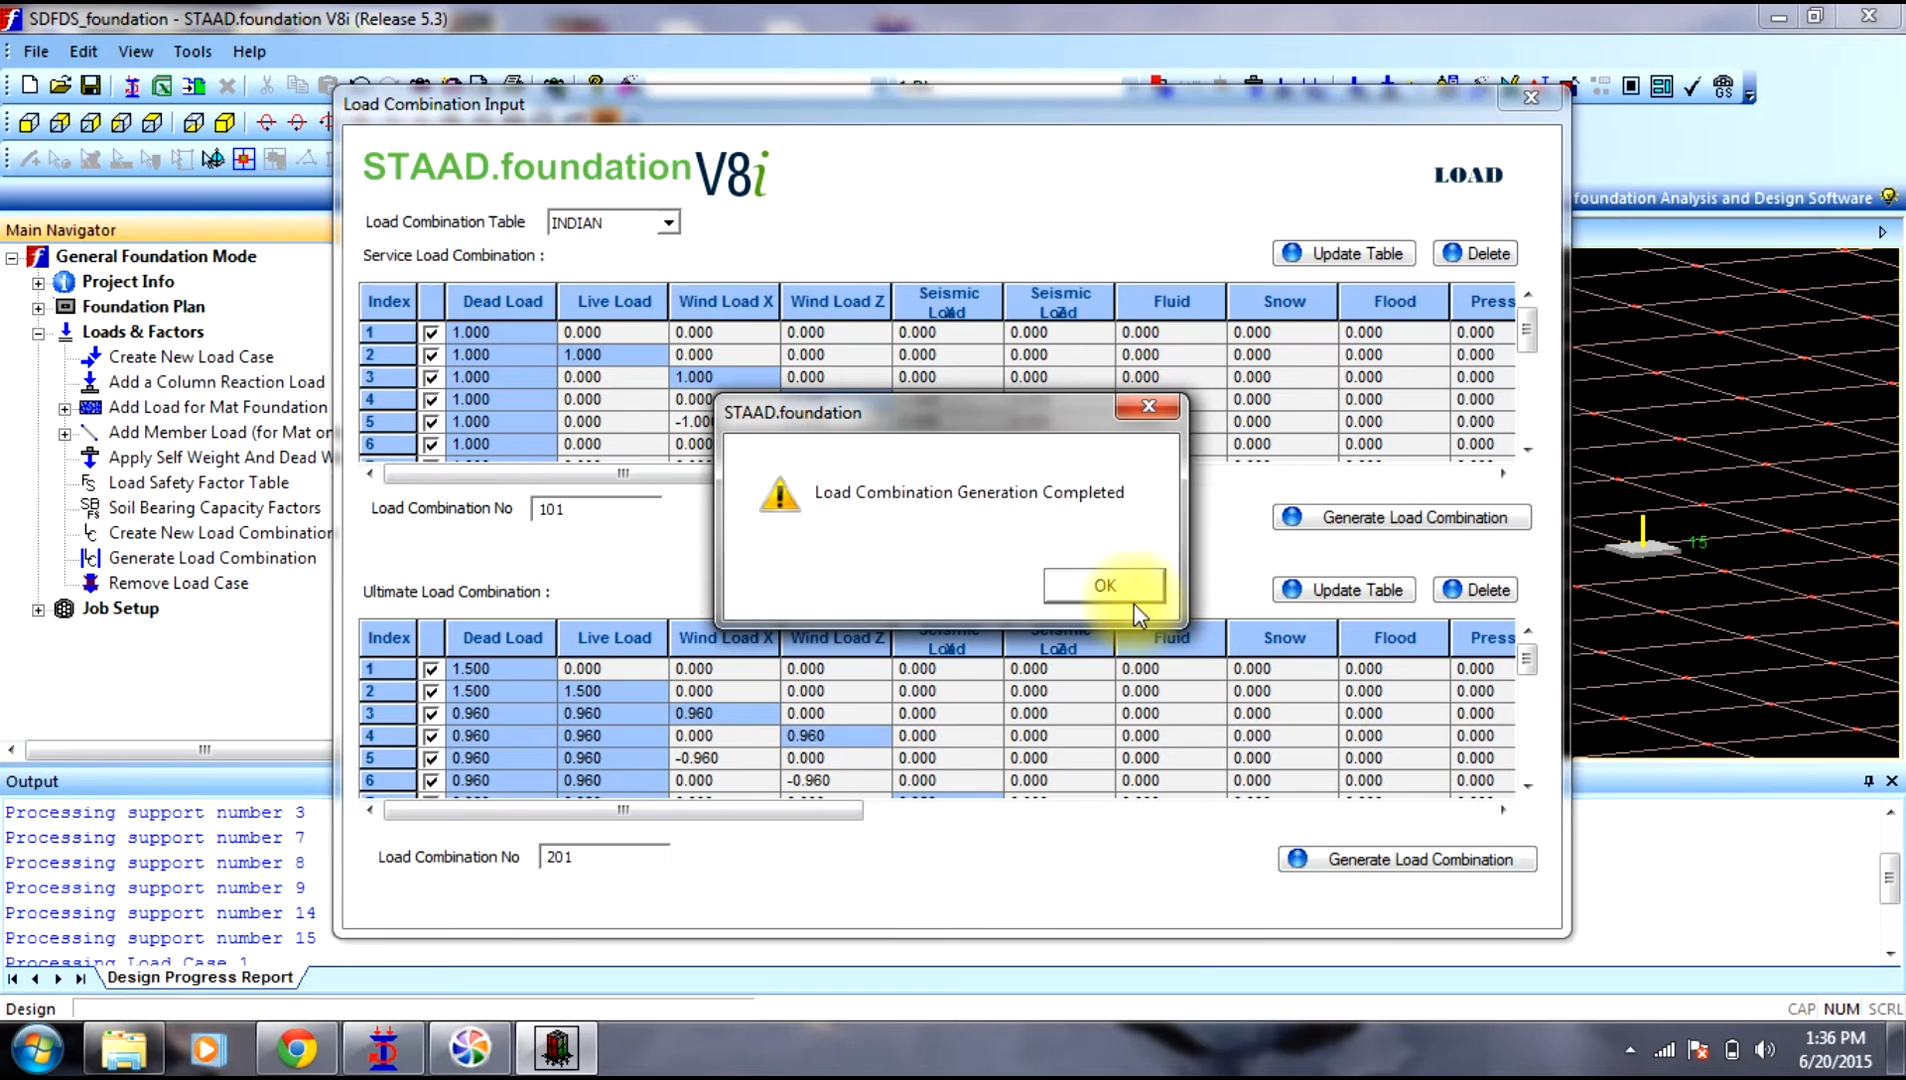 SDFDS_foundation - STAAD.foundation V8i (Release 5.3)
File Edit View Tools Help
Load Combination Input
STAAD.foundation V8i
LOAD
foundation Analysis and Design Software
Load Combination Table INDIAN
Service Load Combination :
Update Table Delete
Main Navigator
General Foundation Mode
Project Info
Foundation Plan
Loads & Factors
Create New Load Case
Add a Column Reaction Load
Add Load for Mat Foundation
Add Member Load (for Mat on
Apply Self Weight And Dead W
Load Safety Factor Table
Soil Bearing Capacity Factors
Create New Load Combination
Generate Load Combination
Remove Load Case
Job Setup
Index Dead Load Live Load Wind Load X Wind Load Z Seismic Load Seismic Load Fluid Snow Flood Press
1 1.000 0.000 0.000 0.000 0.000 0.000 0.000 0.000 0.000 0.000
2 1.000 1.000 0.000 0.000 0.000 0.000 0.000 0.000 0.000 0.000
3 1.000 0.000 1.000 0.000 0.000 0.000 0.000 0.000 0.000 0.000
4 1.000 0.000 0.000 0.000 0.000 0.000
5 1.000 0.000 -1.000 0.000 0.000 0.000
6 1.000 0.000 0.000 0.000 0.000
Load Combination No 101
Generate Load Combination
STAAD.foundation
Load Combination Generation Completed
OK
15
Ultimate Load Combination :
Update Table Delete
Index Dead Load Live Load Wind Load X Wind Load Z Seismic Load Load Fluid Snow Flood Press
1 1.500 0.000 0.000 0.000 0.000 0.000 0.000 0.000 0.000 0.000
2 1.500 1.500 0.000 0.000 0.000 0.000 0.000 0.000 0.000 0.000
3 0.960 0.960 0.960 0.000 0.000 0.000 0.000 0.000 0.000 0.000
4 0.960 0.960 0.000 0.960 0.000 0.000 0.000 0.000 0.000 0.000
5 0.960 0.960 -0.960 0.000 0.000 0.000 0.000 0.000 0.000 0.000
6 0.960 0.960 0.000 -0.960 0.000 0.000 0.000 0.000 0.000 0.000
Load Combination No 201
Generate Load Combination
Output
Processing support number 3
Processing support number 7
Processing support number 8
Processing support number 9
Processing support number 14
Processing support number 15
Processing Load Case 1
Design Progress Report
Design
CAP NUM SCRL
1:36 PM
6/20/2015